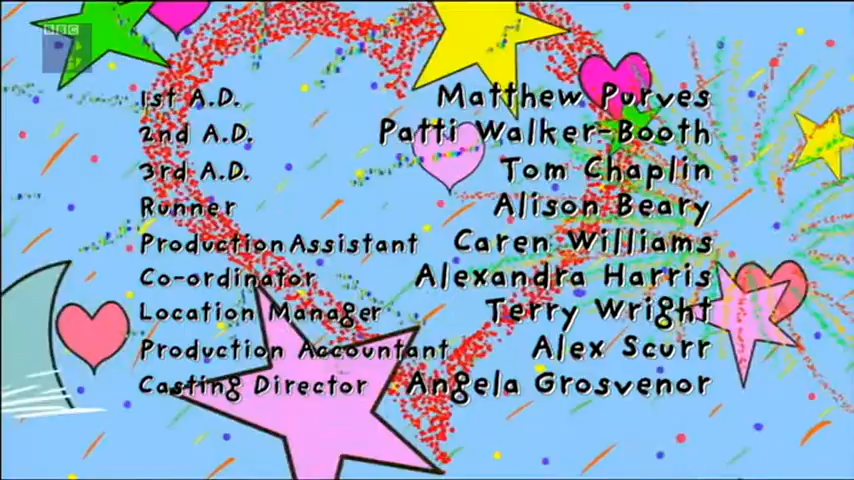 BBC
1st A.D. Matthew Purves
2nd A.D. Patti Walker-Booth
3rd A.D. Tom Chaplin
Runner Alison Beary
Production Assistant Caren Williams
Co-ordinator Alexandra Harris
Location Manager Terry Wright
Production Accountant Alex Scurr
Casting Director Angela Grosvenor